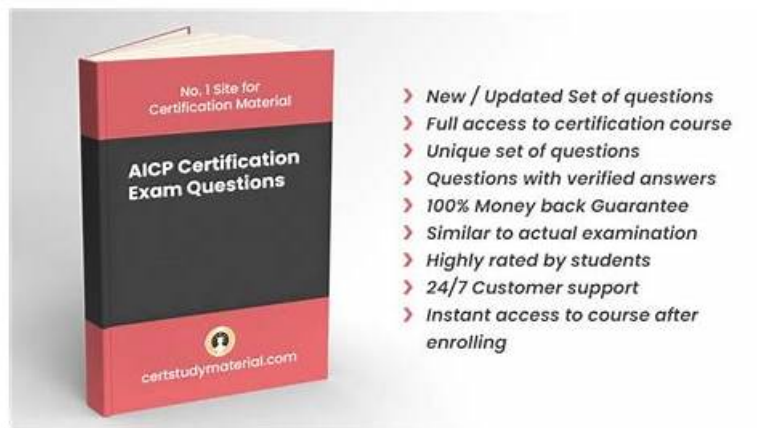 No. 1 Site for
Certification Material
AICP Certification
Exam Questions
certstudymaterial.com
New / Updated Set of questions
Full access to certification course
Unique set of questions
Questions with verified answers
100% Money back Guarantee
Similar to actual examination
Highly rated by students
24/7 Customer support
Instant access to course after
enrolling